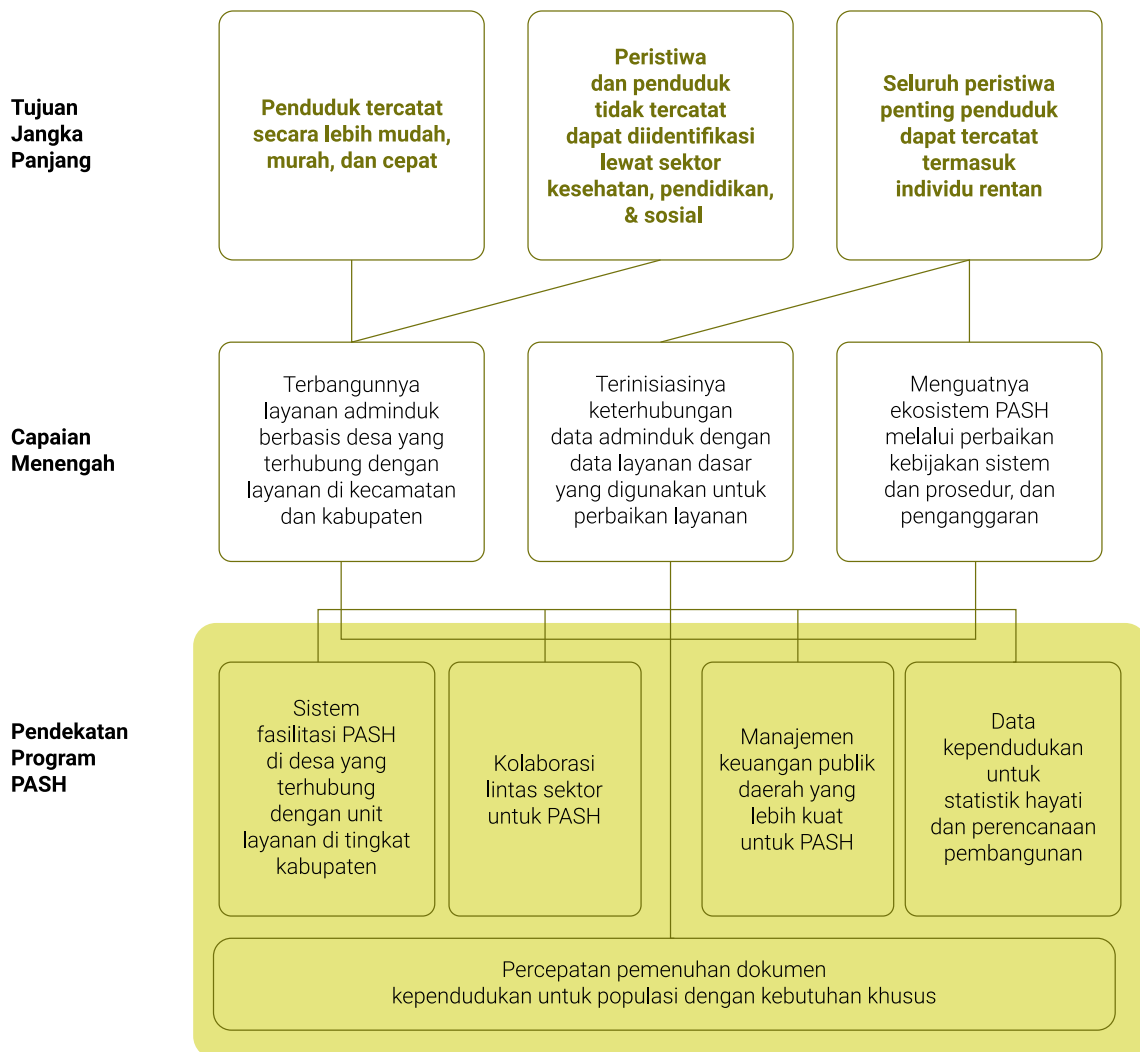 Tujuan
Jangka
Panjang
Penduduk tercatat
secara lebih mudah,
murah, dan cepat
Peristiwa
dan penduduk
tidak tercatat
dapat diidentifikasi
lewat sektor
kesehatan, pendidikan,
& sosial
Seluruh peristiwa
penting penduduk
dapat tercatat
termasuk
individu rentan
Capaian
Menengah
Terbangunnya
layanan adminduk
berbasis desa yang
terhubung dengan
layanan di kecamatan
dan kabupaten
Terinisiasinya
keterhubungan
data adminduk dengan
data layanan dasar
yang digunakan untuk
perbaikan layanan
Menguatnya
ekosistem PASH
melalui perbaikan
kebijakan sistem
dan prosedur, dan
penganggaran
Pendekatan
Program
PASH
Sistem
fasilitasi PASH
di desa yang
terhubung
dengan unit
layanan di tingkat
kabupaten
Kolaborasi
lintas sektor
untuk PASH
Manajemen
keuangan publik
daerah yang
lebih kuat
untuk PASH
Data
kependudukan
untuk
statistik hayati
dan perencanaan
pembangunan
Percepatan pemenuhan dokumen
kependudukan untuk populasi dengan kebutuhan khusus